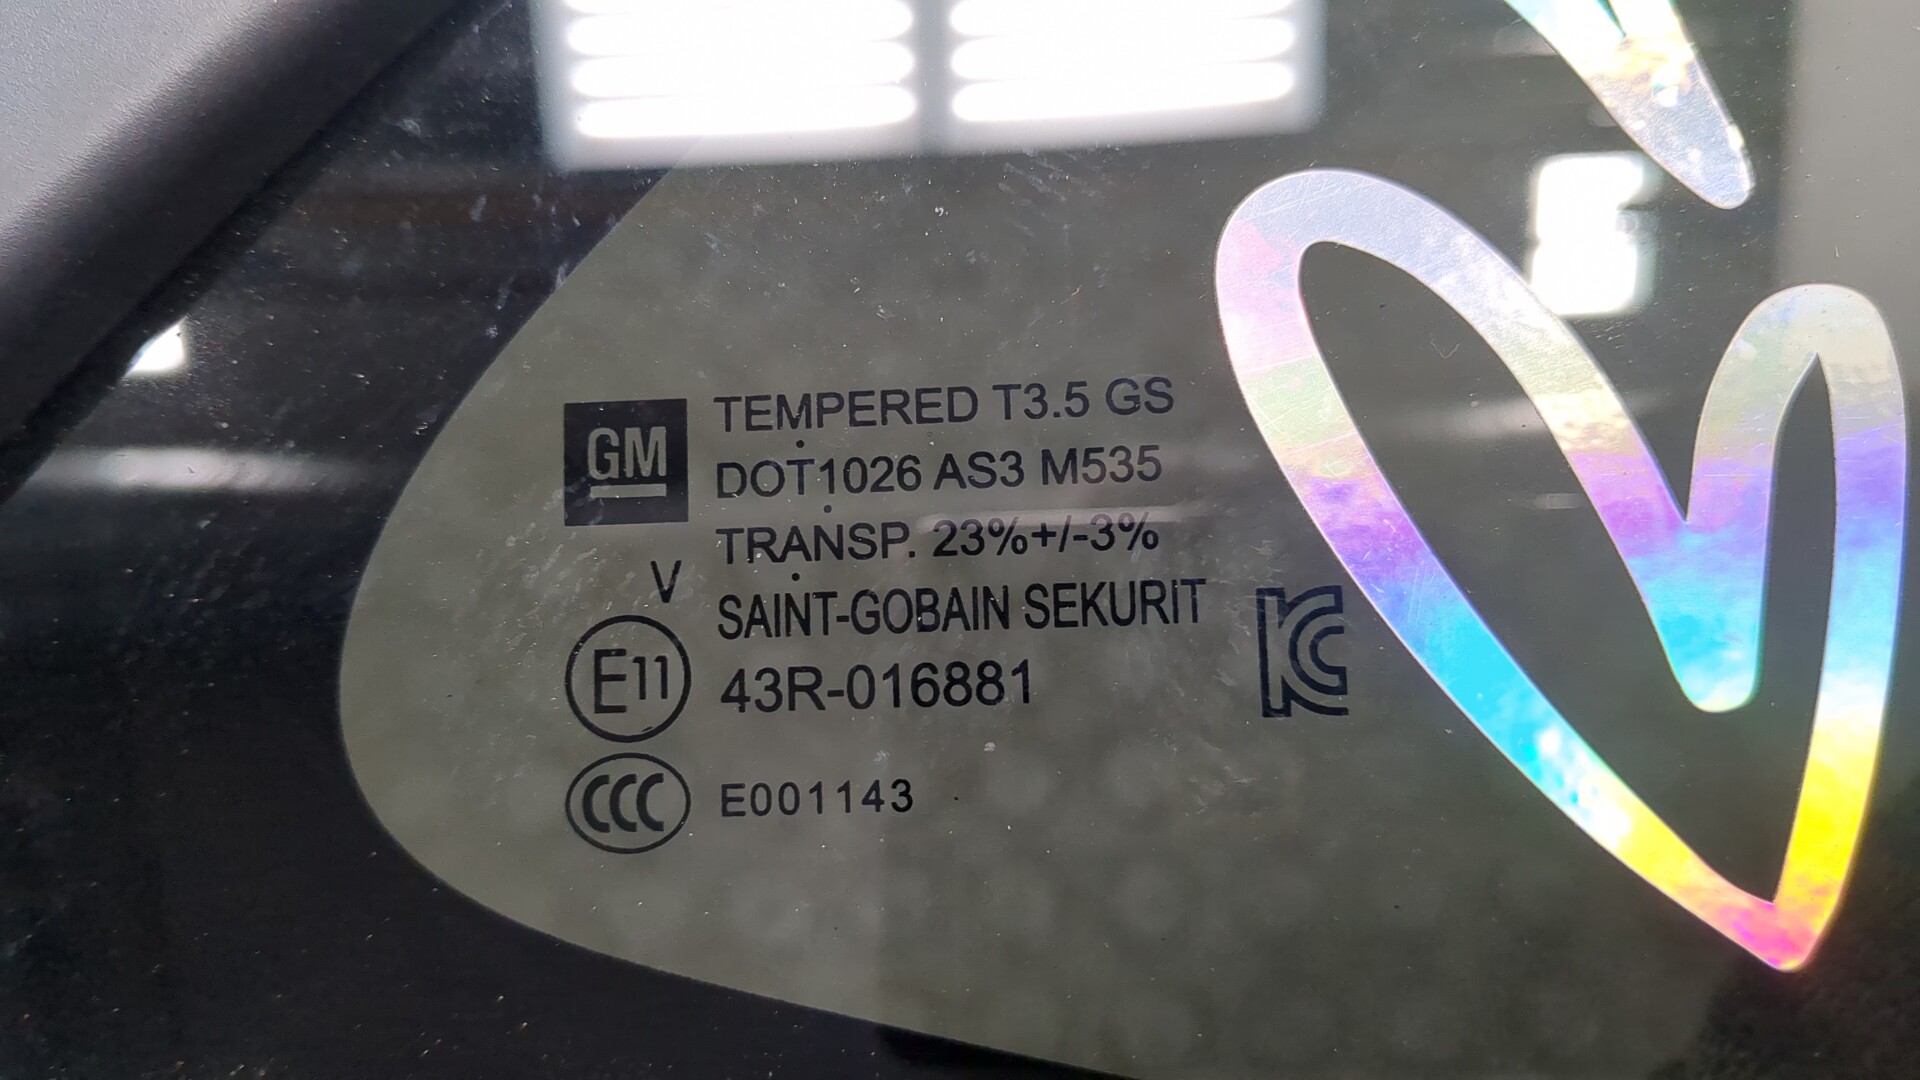 GM
TEMPERED T3.5 GS
DOT1026 AS3 M535
TRANSP. 23%+/-3%
V
SAINT-GOBAIN SEKURIT
E11
43R-016881
KC
CCC
E001143